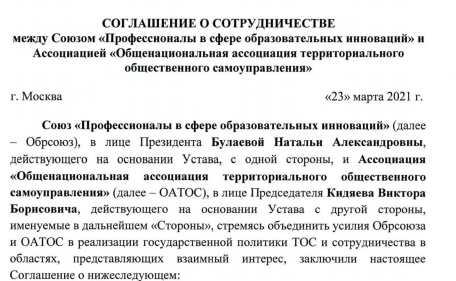 СОГЛАШЕНИЕ О СОТРУДНИЧЕСТВЕ
между Союзом «Профессионалы в сфере образовательных инноваций» и
Ассоциацией «Общенациональная ассоциация территориального
общественного самоуправления»
г. Москва «23» марта 2021 г.
Союз «Профессионалы в сфере образовательных инноваций» (далее
– Обрсоюз), в лице Президента Булаевой Натальи Александровны,
действующего на основании Устава, с одной стороны, и Ассоциация
«Общенациональная ассоциация территориального общественного
самоуправления» (далее – ОАТОС), в лице Председателя Кидяева Виктора
Борисовича, действующего на основании Устава с другой стороны,
именуемые в дальнейшем «Стороны», стремясь объединить усилия Обрсоюза
и ОАТОС в реализации государственной политики ТОС и сотрудничества в
областях, представляющих взаимный интерес, заключили настоящее
Соглашение о нижеследующем: